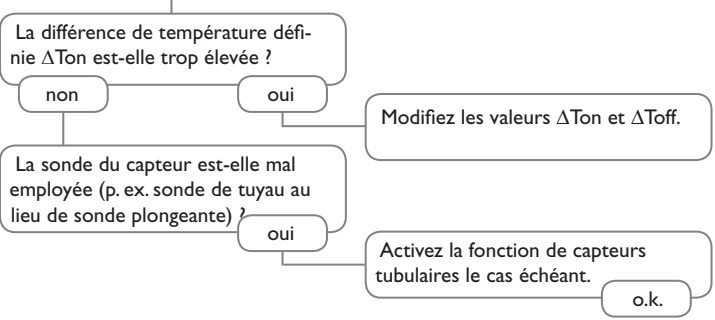 La différence de température défi-
nie ΔTon est-elle trop élevée ?
non
oui
Modifiez les valeurs ΔTon et ΔToff.
La sonde du capteur est-elle mal
employée (p. ex. sonde de tuyau au
lieu de sonde plongeante) ?
oui
Activez la fonction de capteurs
tubulaires le cas échéant.
o.k.